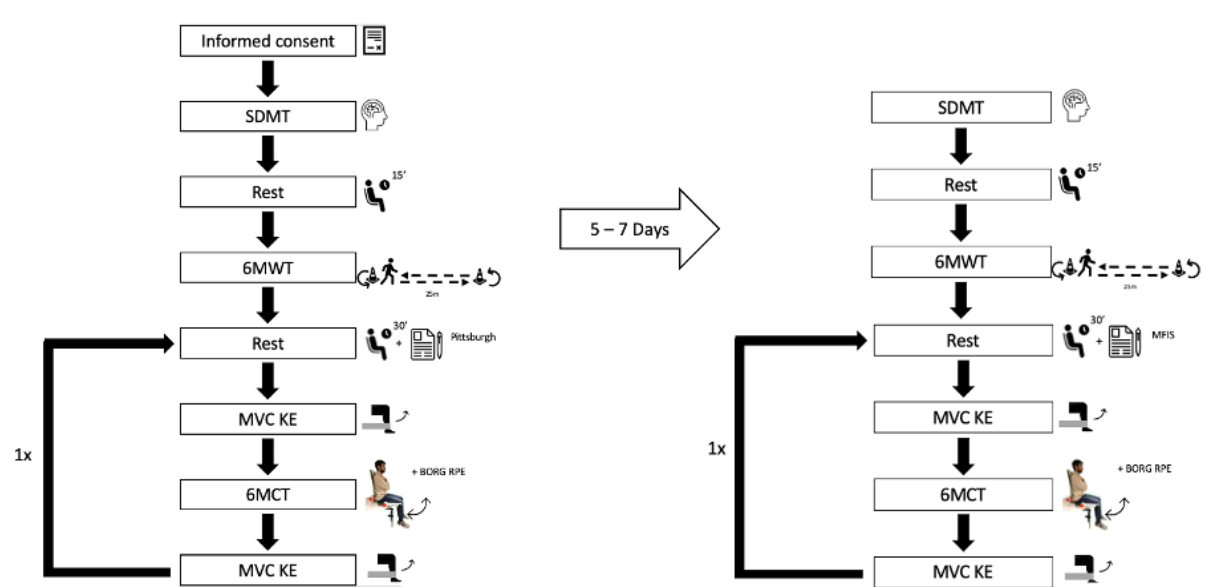 Informed consent
SDMT
Rest
15'
6MWT
25m
Rest
30'
+
Pittsburgh
MVC KE
1x
6MCT
+ BORG RPE
MVC KE
5 – 7 Days
SDMT
Rest
15'
6MWT
25m
Rest
30'
+
MFIS
MVC KE
1x
6MCT
+ BORG RPE
MVC KE